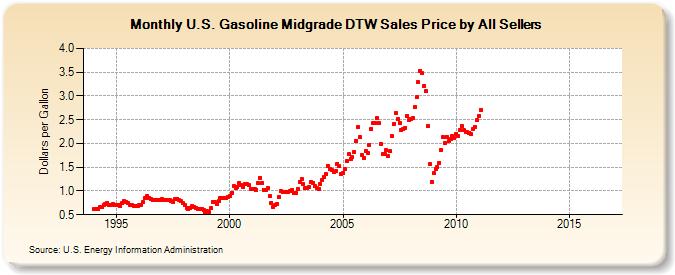 Monthly U.S. Gasoline Midgrade DTW Sales Price by All Sellers
Dollars per Gallon
4.0
3.5
3.0
2.5
2.0
1.5
1.0
0.5
1995 2000 2005 2010 2015
Source: U.S. Energy Information Administration